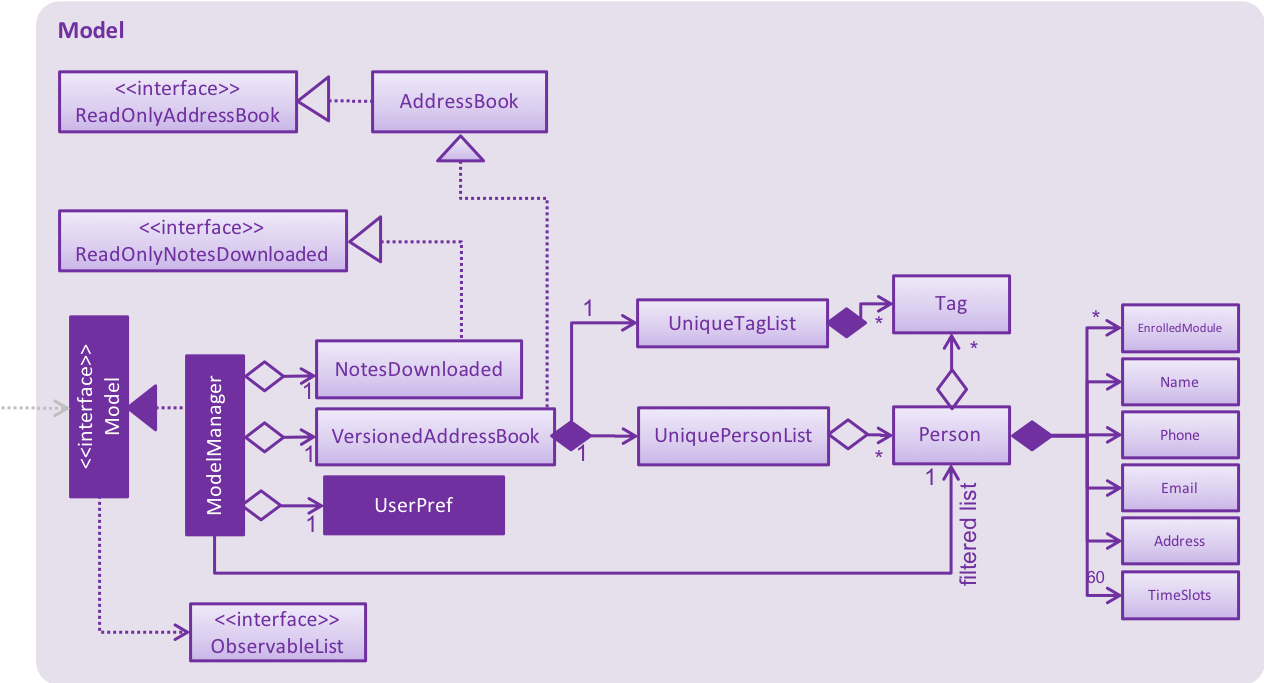 Model
<<interface>>
ReadOnlyAddressBook
AddressBook
<<interface>>
ReadOnlyNotesDownloaded
<<interface>>
Model
ModelManager
NotesDownloaded
1
VersionedAddressBook
1
UserPref
1
<<interface>>
ObservableList
1
UniqueTagList
*
Tag
*
1
UniquePersonList
*
Person
1
filtered list
*
EnrolledModule
Name
Phone
Email
Address
60
TimeSlots